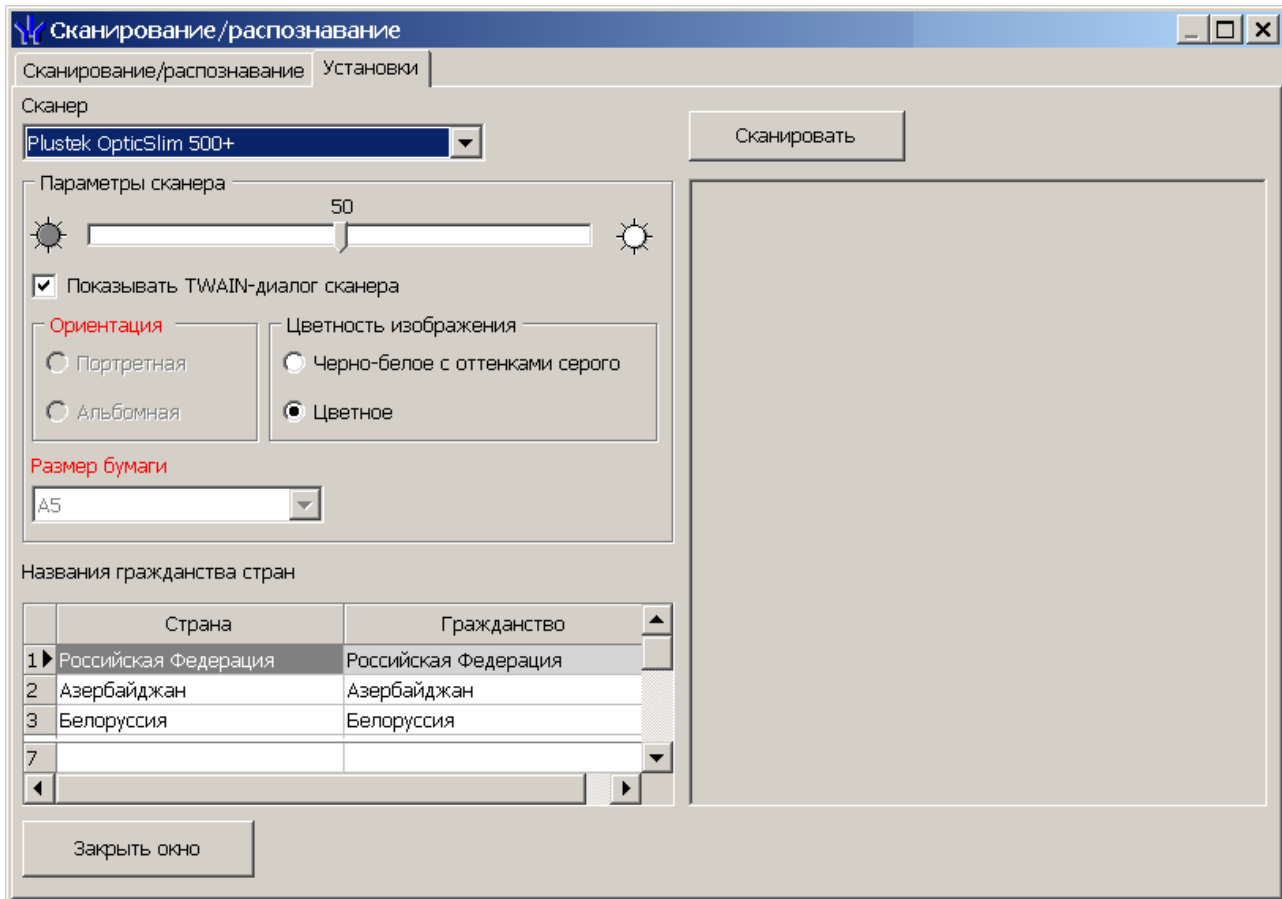 Сканирование/распознавание
Сканирование/распознавание Установки
Сканер
Plustek OpticSlim 500+
Сканировать
Параметры сканера
50
Показывать TWAIN-диалог сканера
Ориентация
Портретная
Альбомная
Цветность изображения
Черно-белое с оттенками серого
Цветное
Размер бумаги
A5
Названия гражданства стран
Страна Гражданство
1 Российская Федерация Российская Федерация
2 Азербайджан Азербайджан
3 Белоруссия Белоруссия
7
Закрыть окно